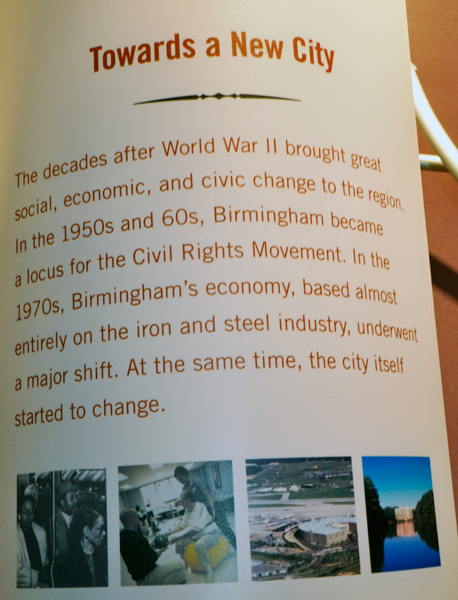 Towards a New City
The decades after World War II brought great
social, economic, and civic change to the region.
In the 1950s and 60s, Birmingham became
a locus for the Civil Rights Movement. In the
1970s, Birmingham's economy, based almost
entirely on the iron and steel industry, underwent
a major shift. At the same time, the city itself
started to change.